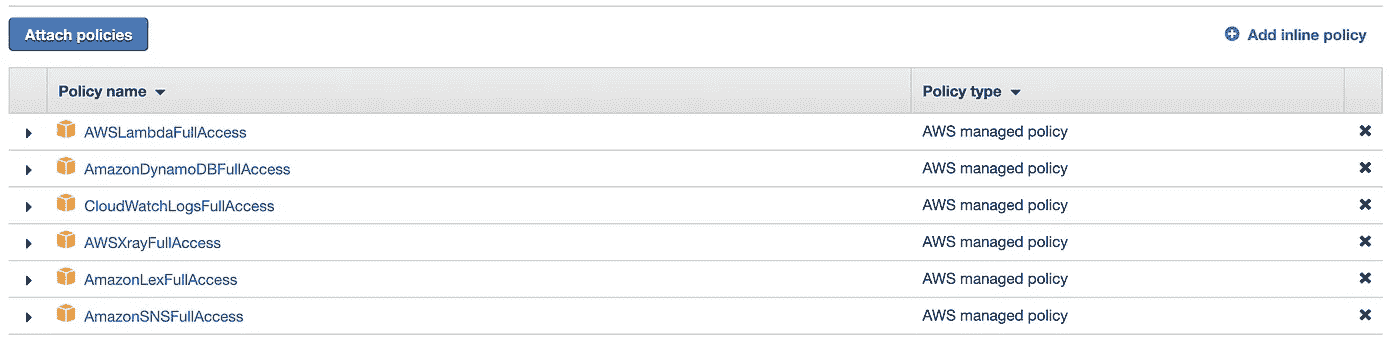 Attach policies Add inline policy
Policy name Policy type
AWSLambdaFullAccess AWS managed policy
AmazonDynamoDBFullAccess AWS managed policy
CloudWatchLogsFullAccess AWS managed policy
AWSXrayFullAccess AWS managed policy
AmazonLexFullAccess AWS managed policy
AmazonSNSFullAccess AWS managed policy